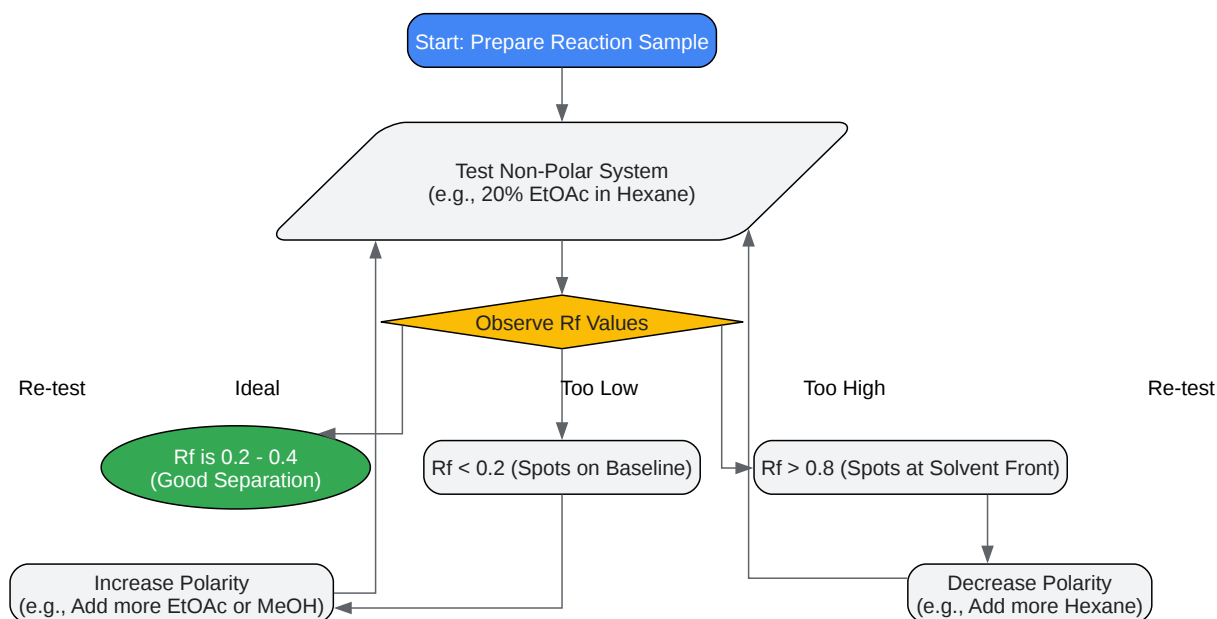 Start: Prepare Reaction Sample
Test Non-Polar System
(e.g., 20% EtOAc in Hexane)
Observe Rf Values
Re-test
Ideal
Too Low
Too High
Re-test
Rf is 0.2 - 0.4
(Good Separation)
Rf < 0.2 (Spots on Baseline)
Rf > 0.8 (Spots at Solvent Front)
Increase Polarity
(e.g., Add more EtOAc or MeOH)
Decrease Polarity
(e.g., Add more Hexane)